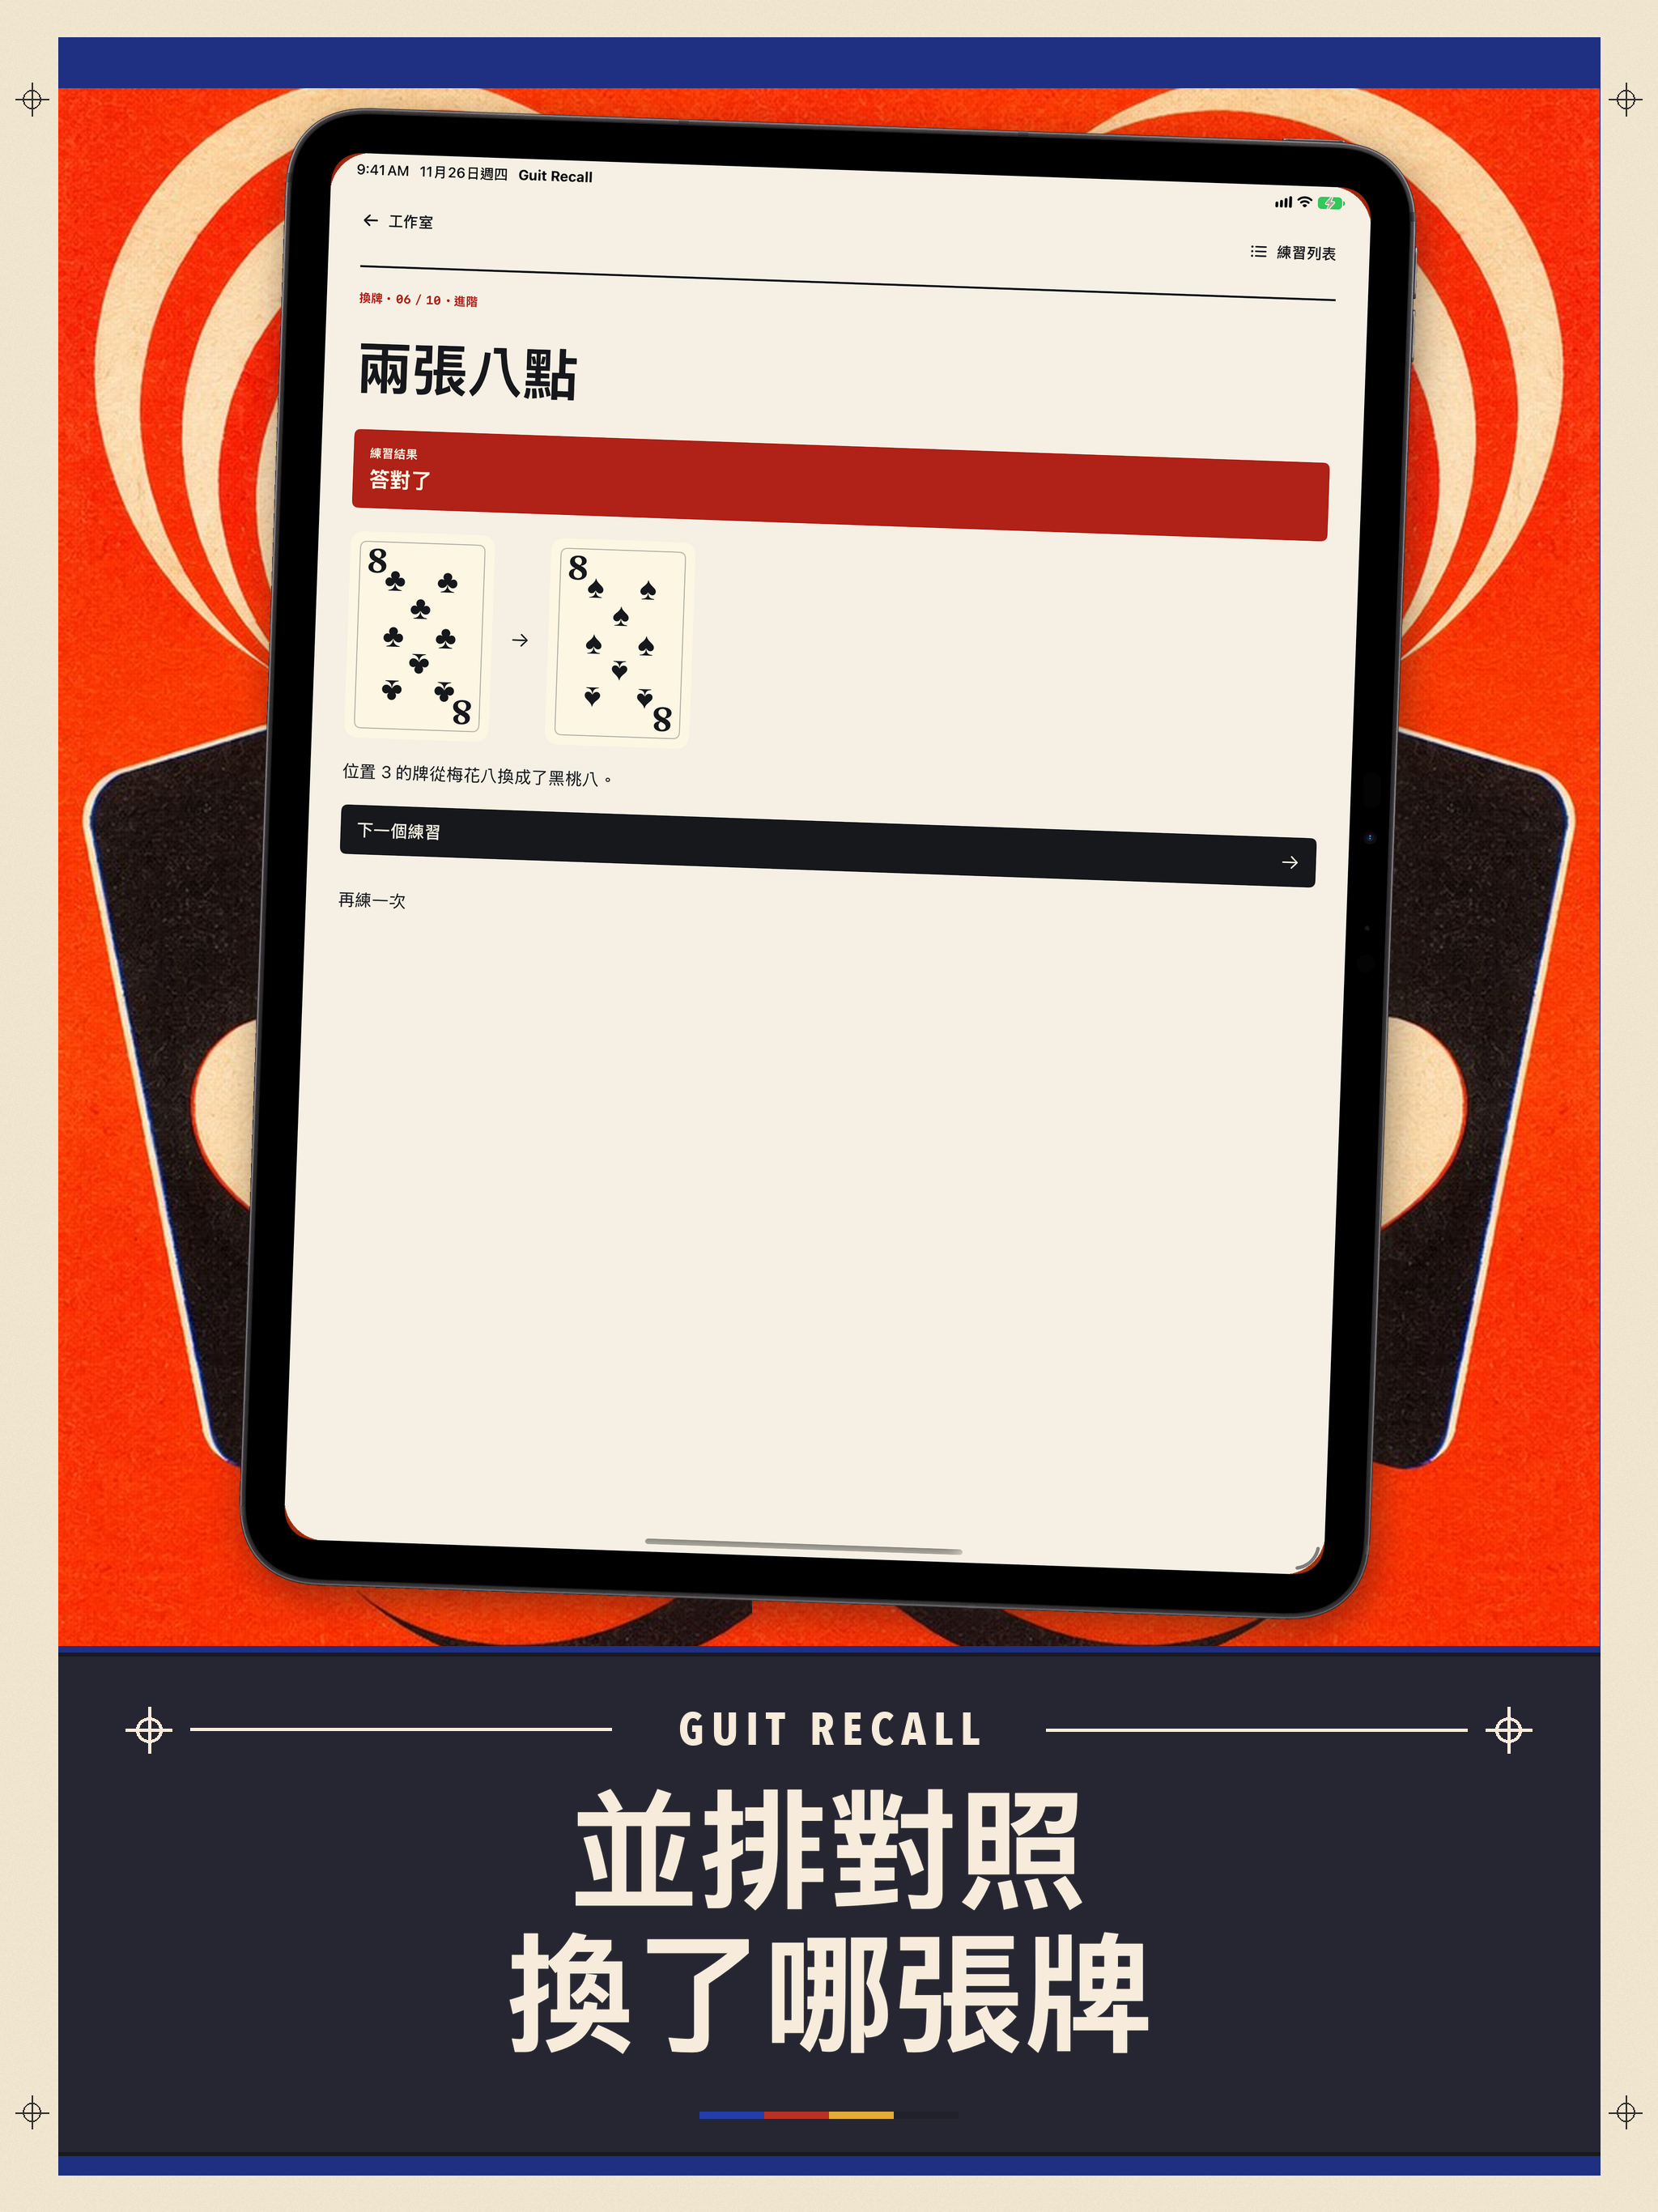 9:41 AM 11月26日週四 Guit Recall
← 工作室
練習列表
換牌・06 / 10・進階
兩張八點
練習結果
答對了
8 8
→
8 8
位置 3 的牌從梅花八換成了黑桃八。
下一個練習 →
再練一次
GUIT RECALL
並排對照
換了哪張牌